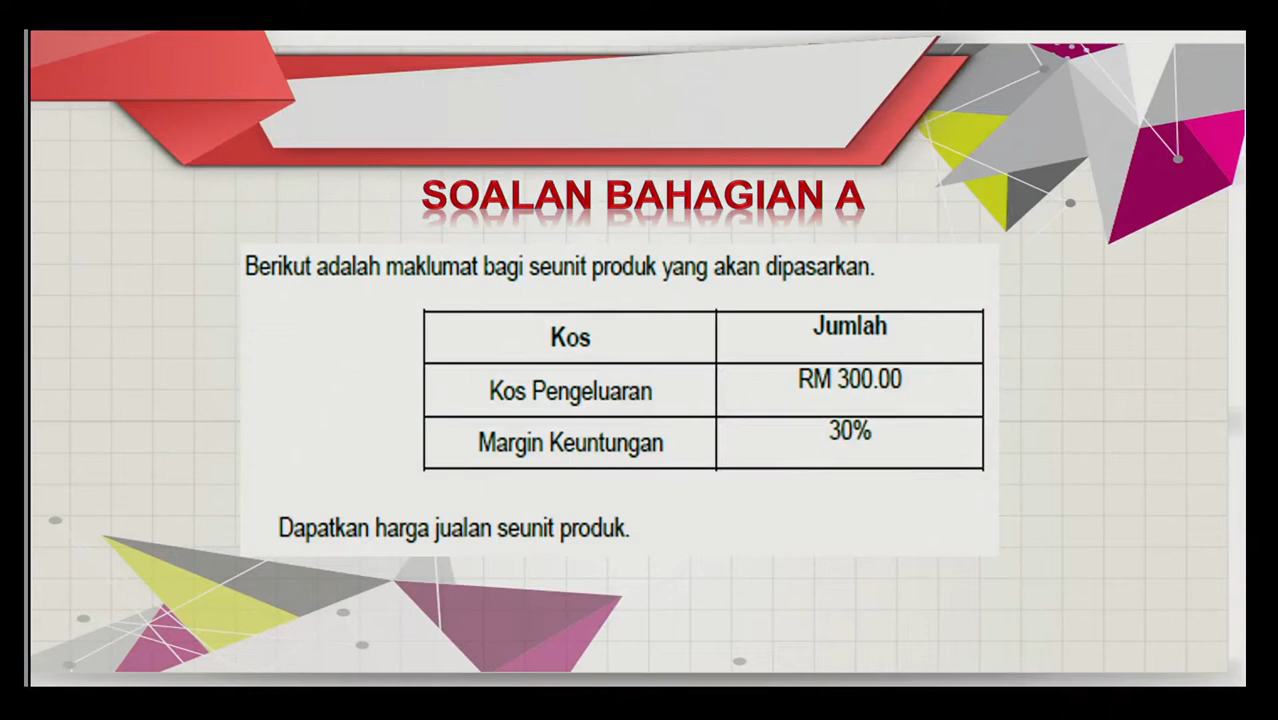 SOALAN BAHAGIAN A
Berikut adalah maklumat bagi seunit produk yang akan dipasarkan.
Kos Jumlah
Kos Pengeluaran RM 300.00
Margin Keuntungan 30%
Dapatkan harga jualan seunit produk.